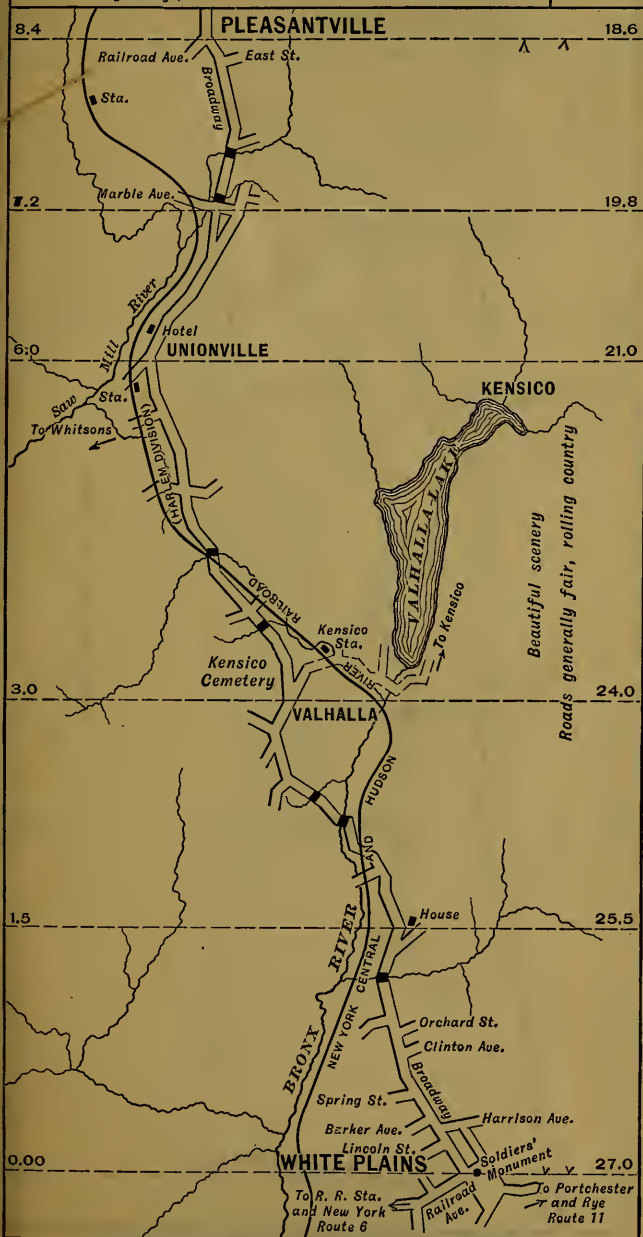 PLEASANTVILLE
8.4
18.6
Railroad Ave.
East St.
Broadway
Sta.
Marble Ave.
7.2
19.8
Saw Mill River
Hotel
6.0
UNIONVILLE
21.0
Sta.
KENSICO
To Whitsons
(HARLEM DIVISION)
VALHALLA LAKE
Beautiful scenery
Roads generally fair, rolling country
RAILROAD
Kensico
Sta.
To Kensico
Kensico
Cemetery
RIVER
3.0
24.0
VALHALLA
HUDSON
AND
House
1.5
25.5
BRONX RIVER
NEW YORK CENTRAL
Orchard St.
Clinton Ave.
Broadway
Spring St.
Harrison Ave.
Barker Ave.
Lincoln St.
Soldiers'
Monument
WHITE PLAINS
0.00
27.0
To R. R. Sta.
and New York
Route 6
Railroad
Ave.
To Portchester
and Rye
Route 11